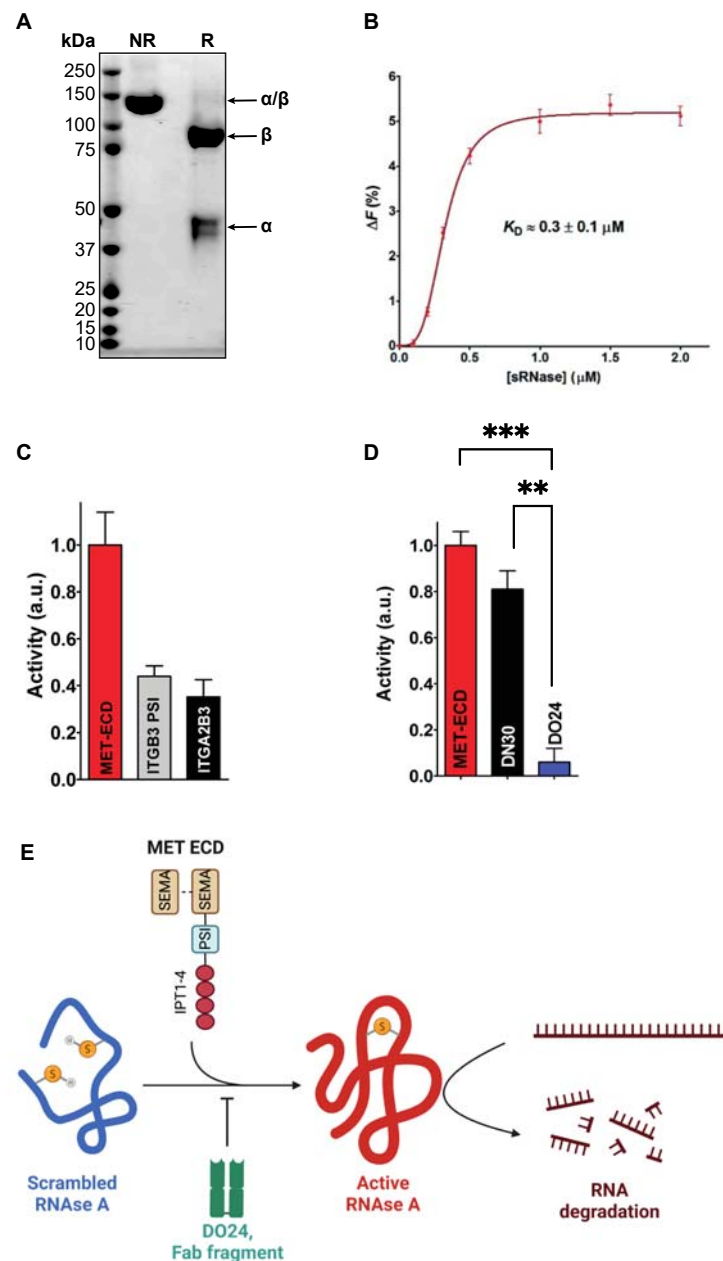 A
kDa NR R
250
150
100
75
50
37
25
20
15
10
α/β
β
α
B
6
5
4
3
2
1
0
ΔF (%)
K_D ≈ 0.3 ± 0.1 μM
0.0 0.5 1.0 1.5 2.0
[sRNase] (μM)
C
Activity (a.u.)
1.0
0.8
0.6
0.4
0.2
0.0
MET-ECD
ITGB3 PSI
ITGA2B3
D
***
**
Activity (a.u.)
1.0
0.8
0.6
0.4
0.2
0.0
MET-ECD
DN30
DO24
E
MET ECD
SEMA
SEMA
PSI
IPT1-4
S
H
S
H
S
Scrambled
RNAse A
DO24,
Fab fragment
Active
RNAse A
RNA
degradation